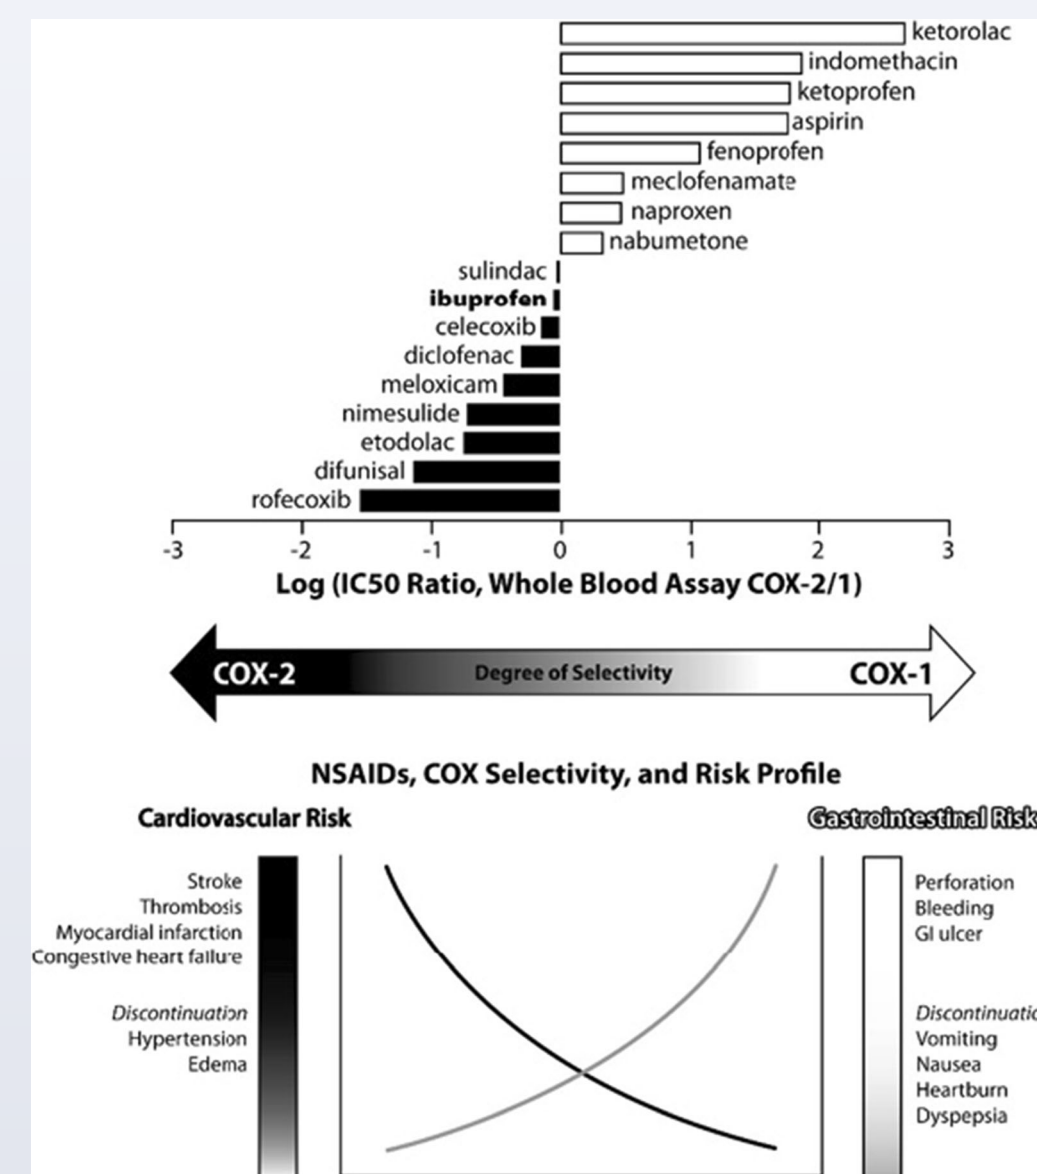 ketorolac
indomethacin
ketoprofen
aspirin
fenoprofen
meclofenamate
naproxen
nabumetone
sulindac
ibuprofen
celecoxib
diclofenac
meloxicam
nimesulide
etodolac
difunisal
rofecoxib
-3 -2 -1 0 1 2 3
Log (IC50 Ratio, Whole Blood Assay COX-2/1)
COX-2 Degree of Selectivity COX-1
NSAIDs, COX Selectivity, and Risk Profile
Cardiovascular Risk
Stroke
Thrombosis
Myocardial infarction
Congestive heart failure
Discontinuation
Hypertension
Edema
Gastrointestinal Risk
Perforation
Bleeding
GI ulcer
Discontinuatio
Vomiting
Nausea
Heartburn
Dyspepsia